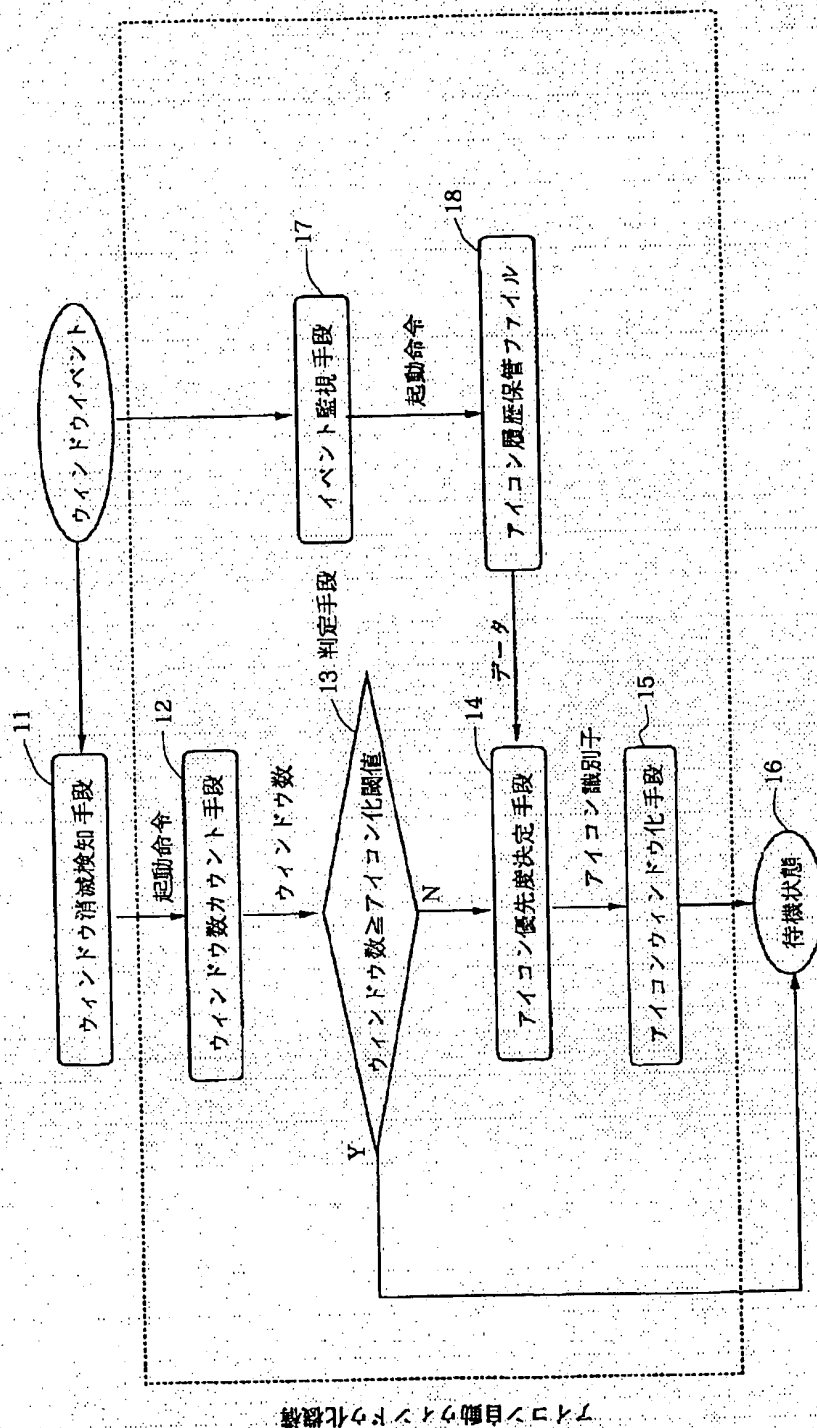 ウィンドウイベント
11
ウィンドウ消滅検知手段
起動命令
12
ウィンドウ数カウント手段
ウィンドウ数
13 判定手段
ウィンドウ数≧アイコン化閾値
Y
N
17
イベント監視手段
起動命令
18
アイコン履歴保管ファイル
データ
14
アイコン優先度決定手段
アイコン識別子
15
アイコンウィンドウ化手段
16
待機状態
アイコン自動ウィンドウ化機構